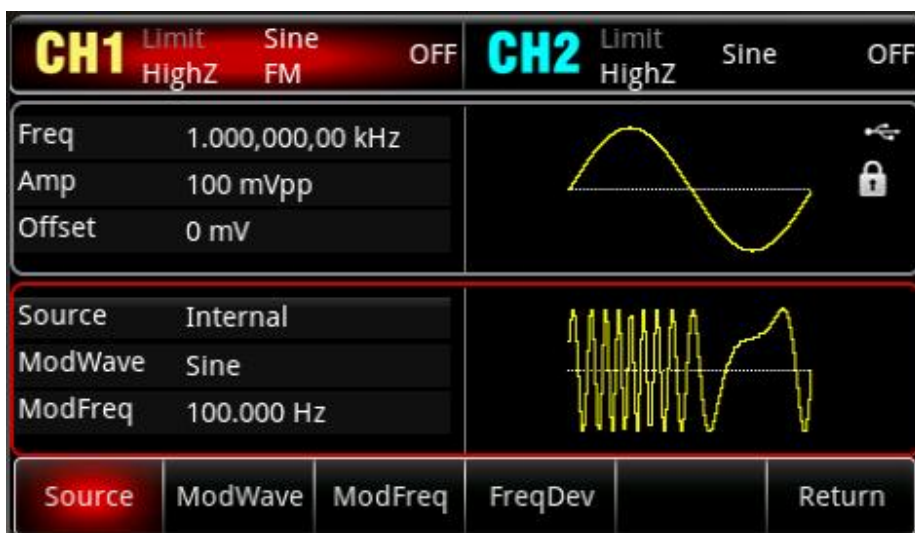 CH1 Limit Sine OFF CH2 Limit Sine OFF
HighZ FM HighZ
Freq 1.000,000,00 kHz
Amp 100 mVpp
Offset 0 mV
Source Internal
ModWave Sine
ModFreq 100.000 Hz
Source ModWave ModFreq FreqDev Return